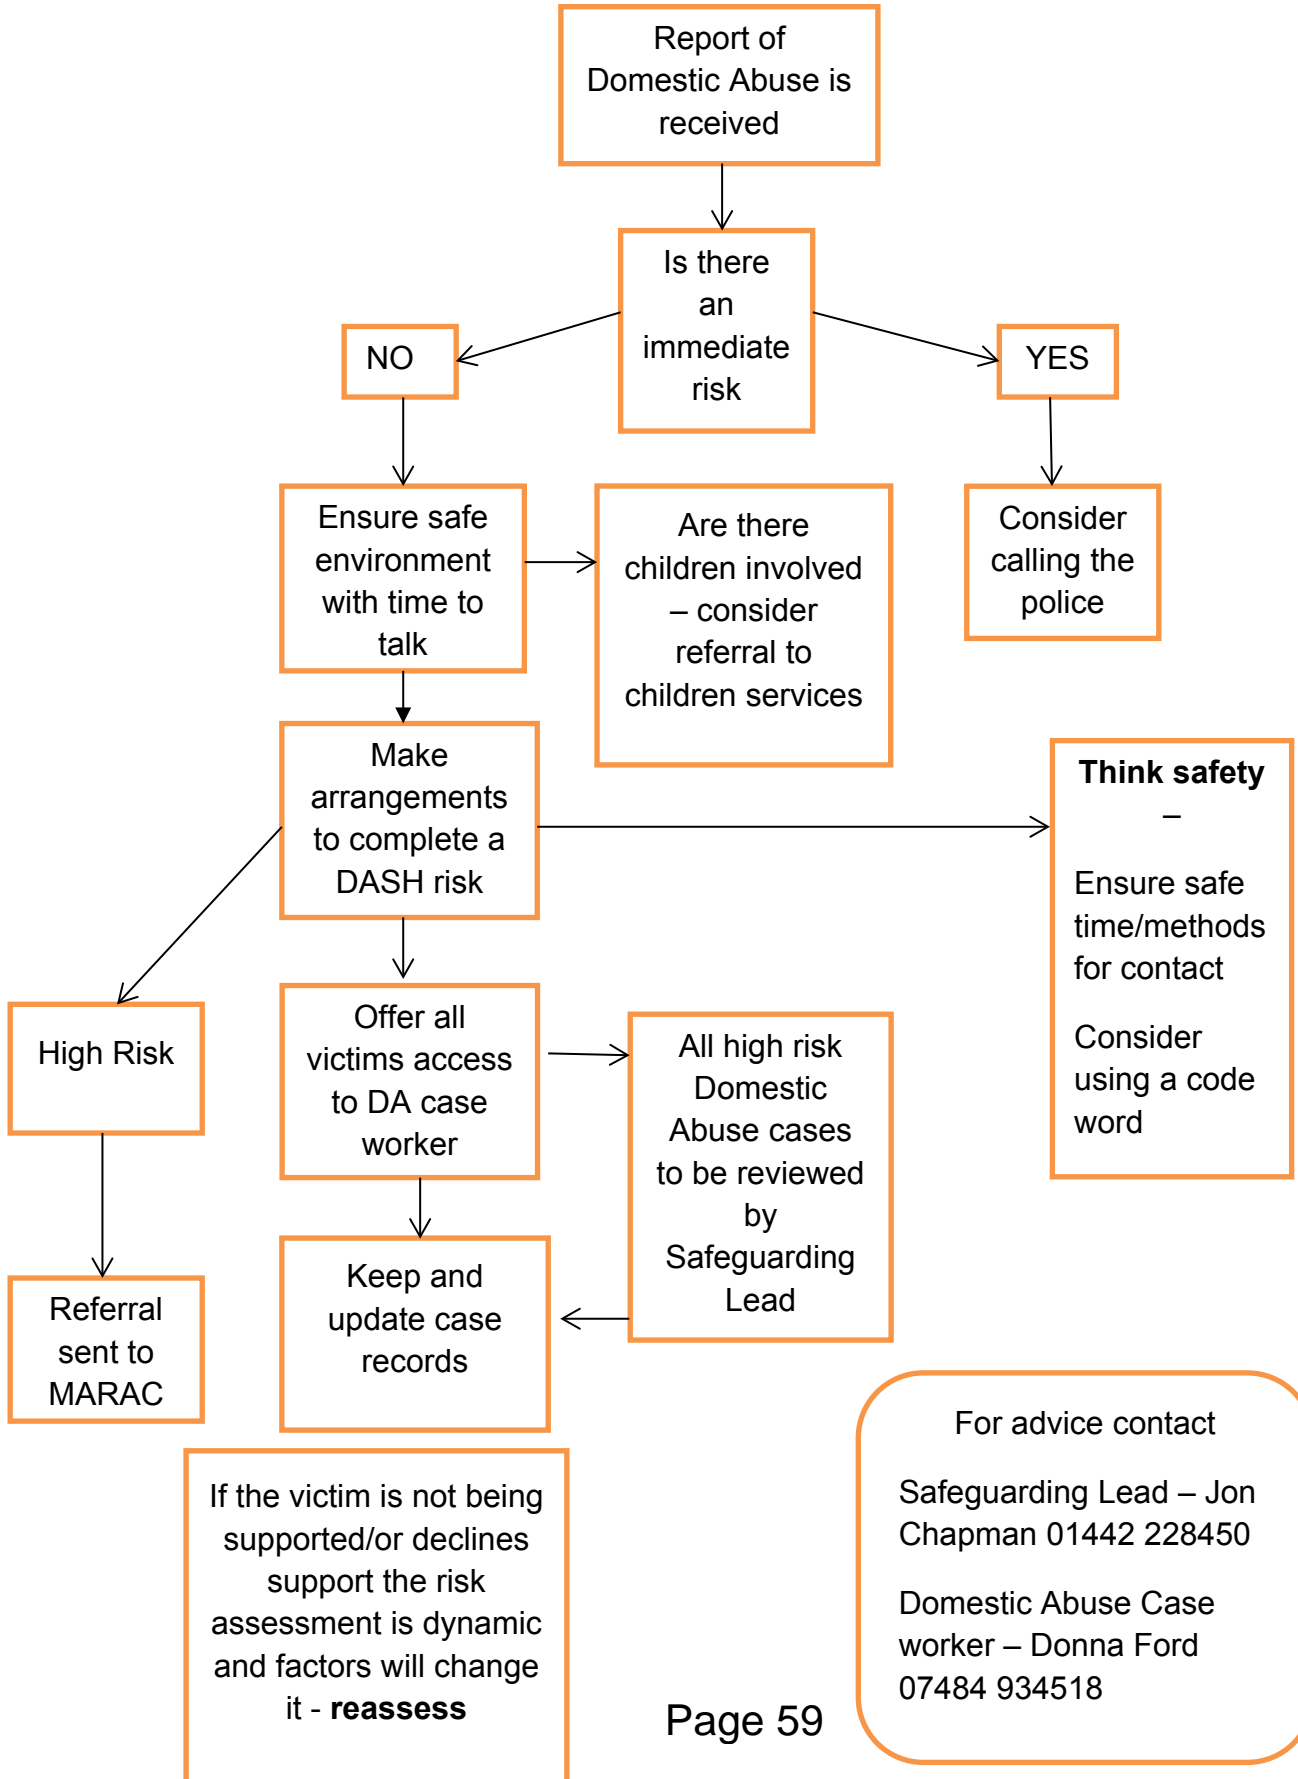 Report of
Domestic Abuse is
received
Is there
an
immediate
risk
NO
YES
Ensure safe
environment
with time to
talk
Are there
children involved
– consider
referral to
children services
Consider
calling the
police
Make
arrangements
to complete a
DASH risk
Think safety
–
Ensure safe
time/methods
for contact
Consider
using a code
word
High Risk
Offer all
victims access
to DA case
worker
All high risk
Domestic
Abuse cases
to be reviewed
by
Safeguarding
Lead
Referral
sent to
MARAC
Keep and
update case
records
If the victim is not being
supported/or declines
support the risk
assessment is dynamic
and factors will change
it - reassess
For advice contact
Safeguarding Lead – Jon
Chapman 01442 228450
Domestic Abuse Case
worker – Donna Ford
07484 934518
Page 59